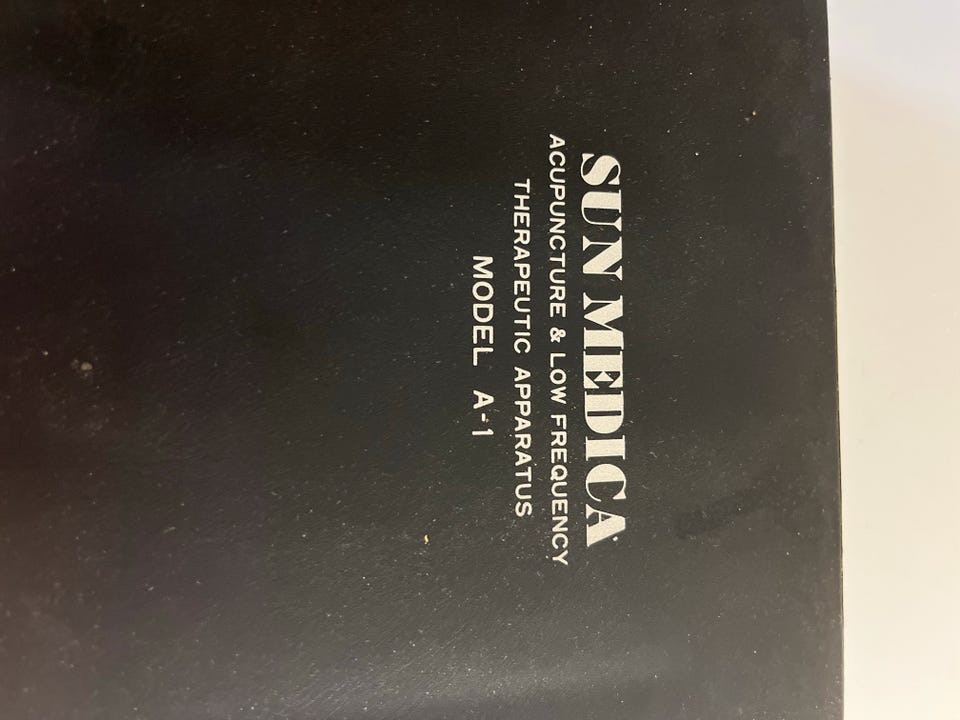 SUN MEDICA
ACUPUNCTURE & LOW FREQUENCY
THERAPEUTIC APPARATUS
MODEL A-1